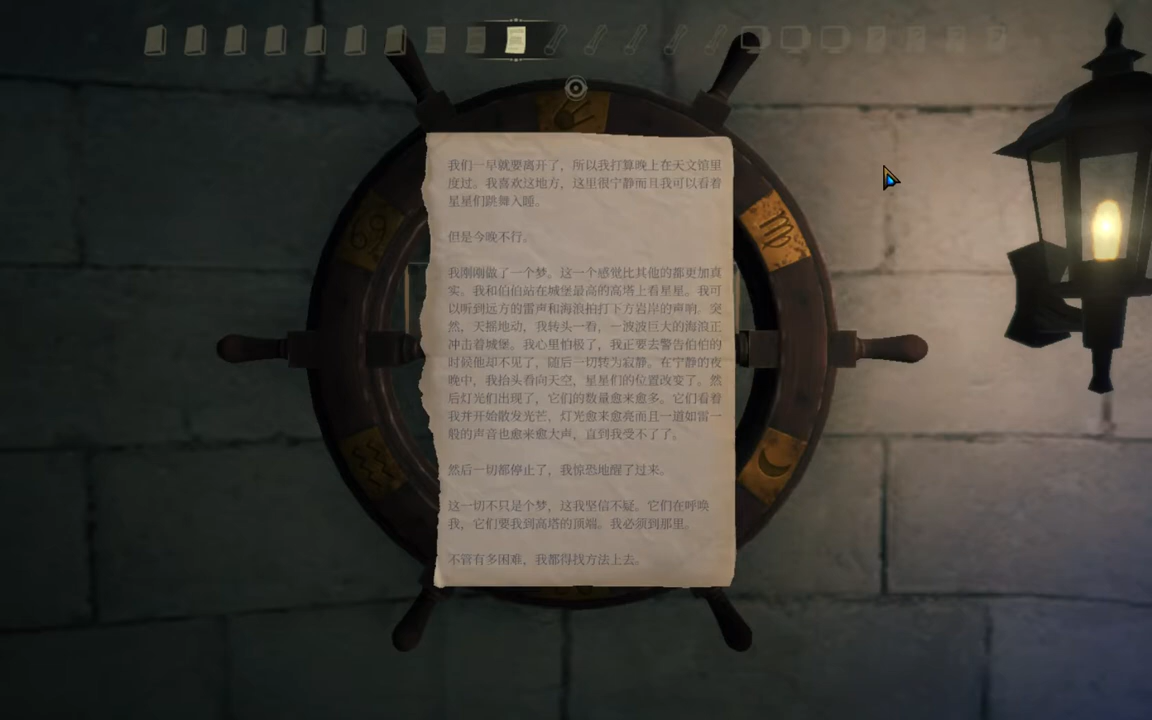 我们一早就要离开了，所以我打算晚上在天文馆里
度过。我喜欢这地方，这里很宁静而且我可以看着
星星们跳舞入睡。
但是今晚不行。
我刚刚做了一个梦。这一个感觉比其他的都更加真
实。我和伯伯站在城堡最高的高塔上看星星。我可
以听到远方的雷声和海浪拍打下方岩岸的声响。突
然，天摇地动，我转头一看，一波波巨大的海浪正
冲击着城堡。我心里怕极了，我正要去警告伯伯的
时候他却不见了，随后一切转为寂静。在宁静的夜
晚中，我抬头看向天空，星星们的位置改变了。然
后灯光们出现了，它们的数量愈来愈多。它们看着
我并开始散发光芒，灯光愈来愈亮而且一道如雷一
般的声音也愈来愈大声，直到我受不了了。
然后一切都停止了，我惊恐地醒了过来。
这一切不只是个梦，这我坚信不疑。它们在呼唤
我，它们要我到高塔的顶端。我必须到那里。
不管有多困难，我都得找方法上去。